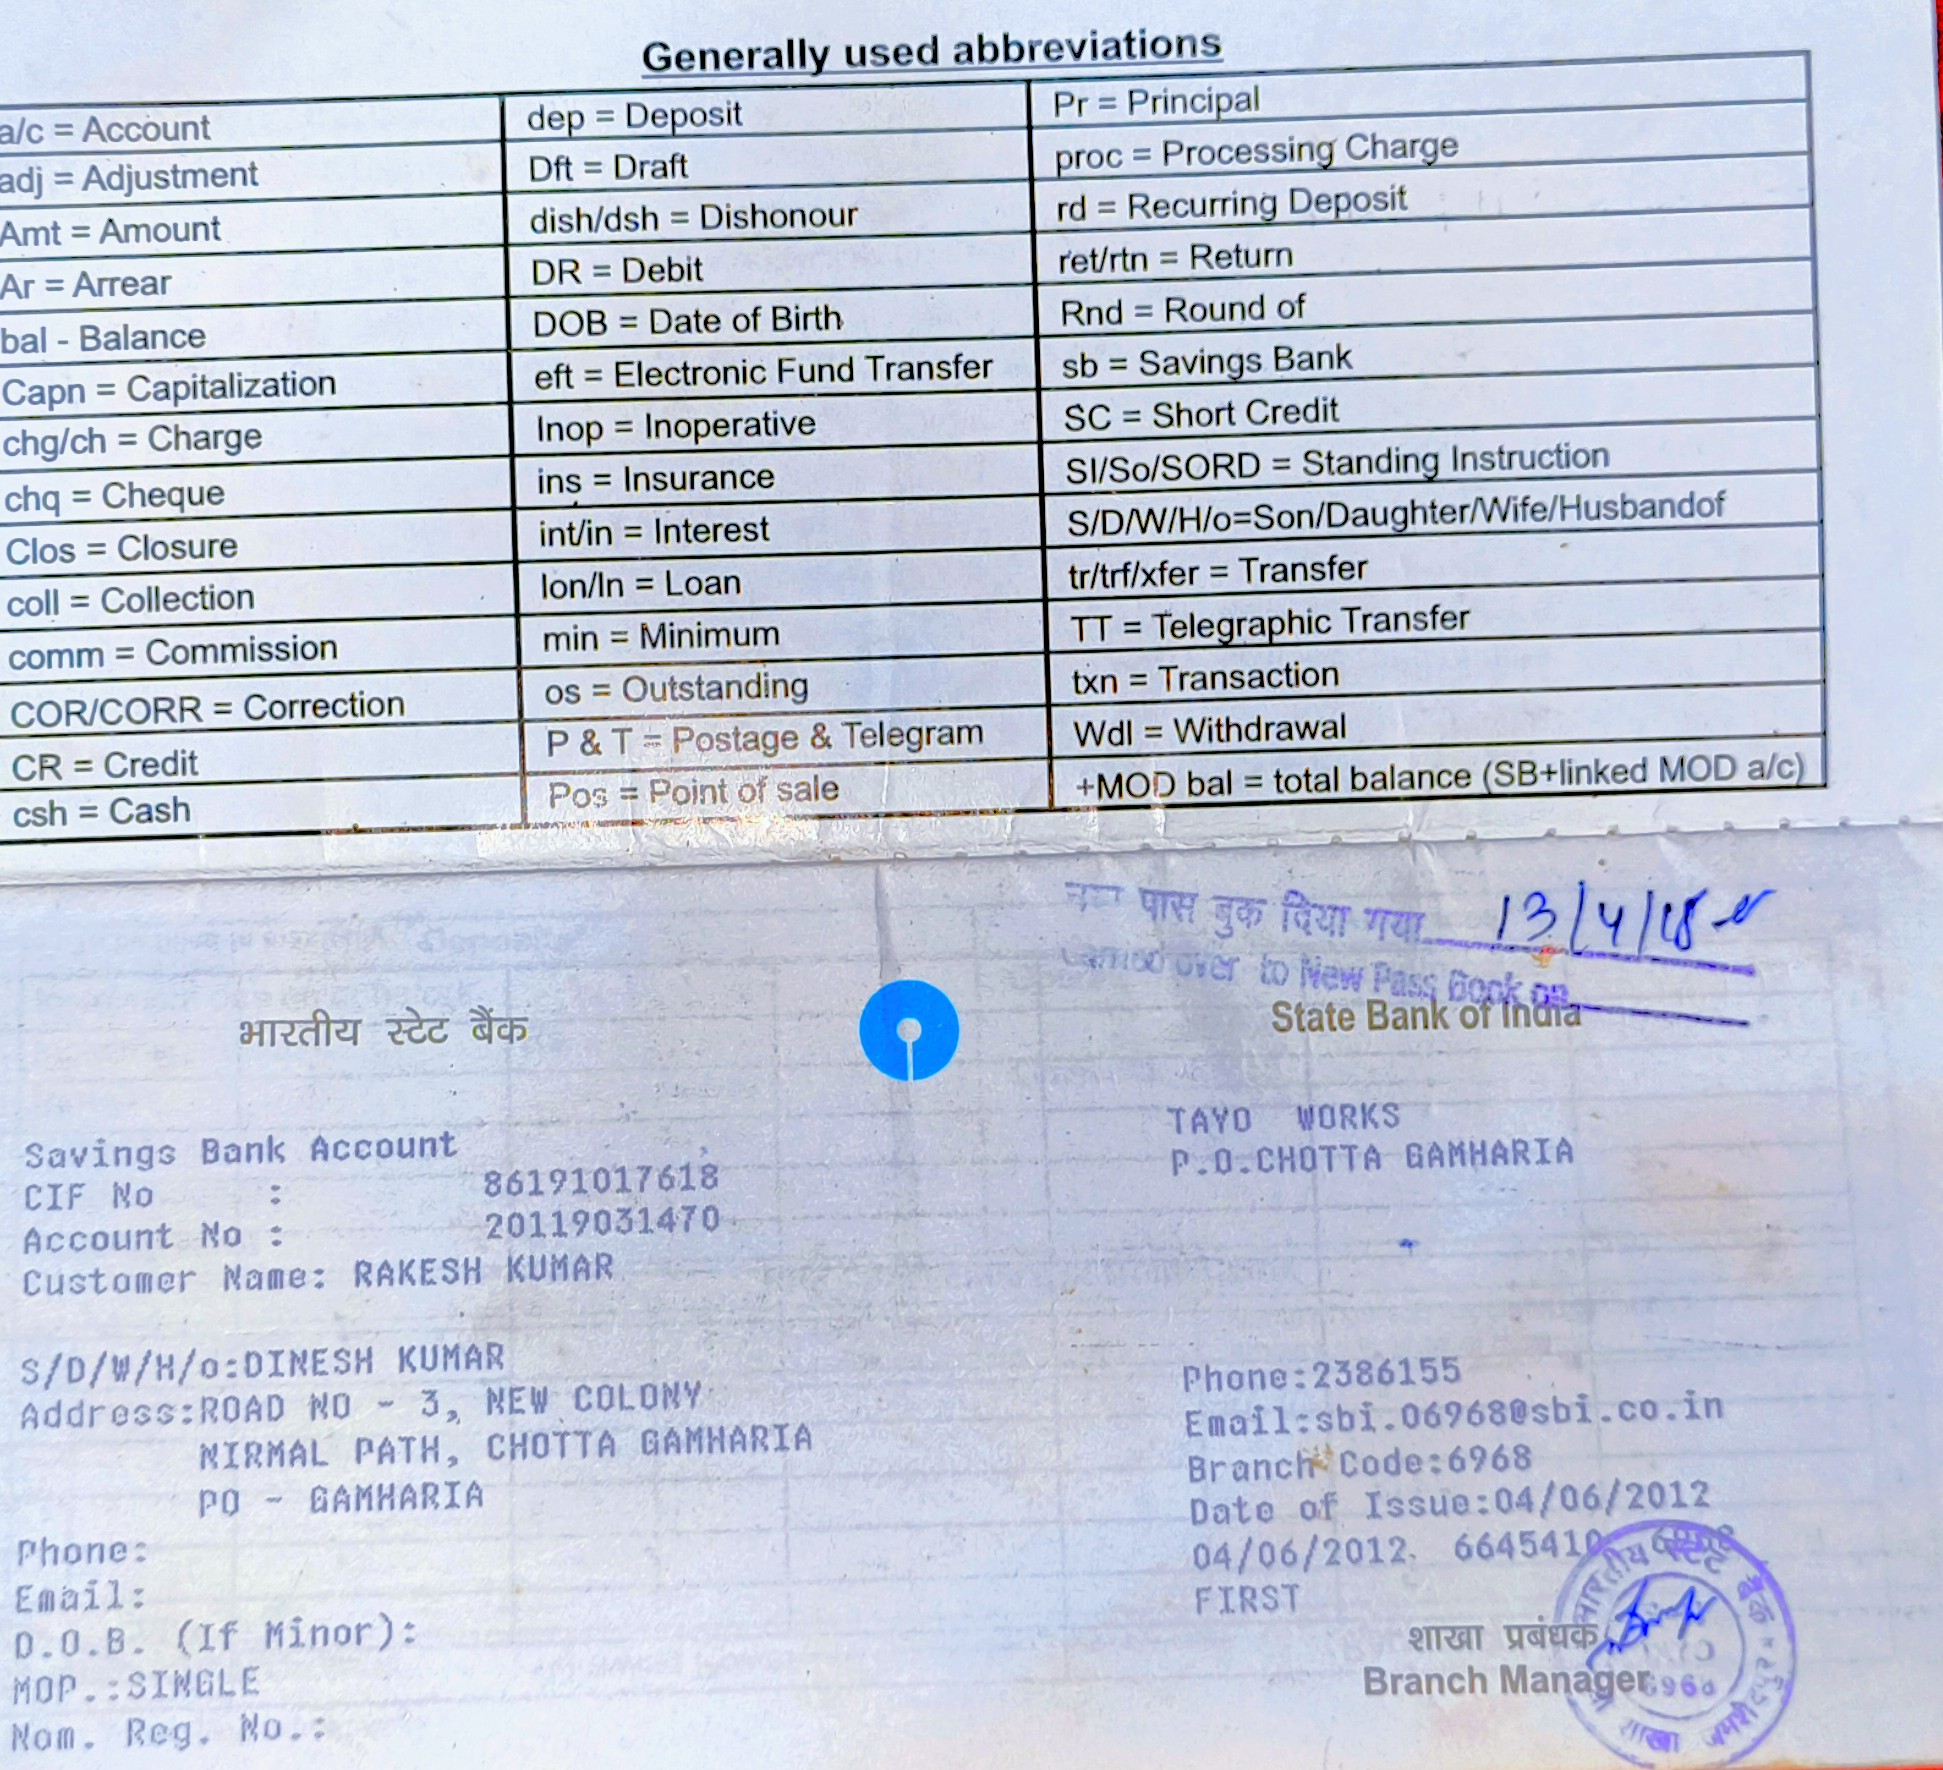 Generally used abbreviations
a/c = Account
adj = Adjustment
Amt = Amount
Ar = Arrear
bal - Balance
Capn = Capitalization
chg/ch = Charge
chq = Cheque
Clos = Closure
coll = Collection
comm = Commission
COR/CORR = Correction
CR = Credit
csh = Cash
dep = Deposit
Dft = Draft
dish/dsh = Dishonour
DR = Debit
DOB = Date of Birth
eft = Electronic Fund Transfer
Inop = Inoperative
ins = Insurance
int/in = Interest
lon/ln = Loan
min = Minimum
os = Outstanding
P & T = Postage & Telegram
Pos = Point of sale
Pr = Principal
proc = Processing Charge
rd = Recurring Deposit
ret/rtn = Return
Rnd = Round of
sb = Savings Bank
SC = Short Credit
SI/So/SORD = Standing Instruction
S/D/W/H/o=Son/Daughter/Wife/Husbandof
tr/trf/xfer = Transfer
TT = Telegraphic Transfer
txn = Transaction
Wdl = Withdrawal
+MOD bal = total balance (SB+linked MOD a/c)
पास बुक दिया गया 13/4/18
over to New Pass Book on
भारतीय स्टेट बैंक
State Bank of India
Savings Bank Account
CIF No : 86191017618
Account No : 20119031470
Customer Name: RAKESH KUMAR
S/D/W/H/o:DINESH KUMAR
Address:ROAD NO - 3, NEW COLONY
NIRMAL PATH, CHOTTA GAMHARIA
PO - GAMHARIA
Phone:
Email:
D.O.B. (If Minor):
MOP.:SINGLE
Nom. Reg. No.:
TAYO WORKS
P.O.CHOTTA GAMHARIA
Phone:2386155
Email:sbi.06968@sbi.co.in
Branch Code:6968
Date of Issue:04/06/2012
04/06/2012 6645410
FIRST
शाखा प्रबंधक
Branch Manager
भारतीय स्टेट बैंक
शाखा